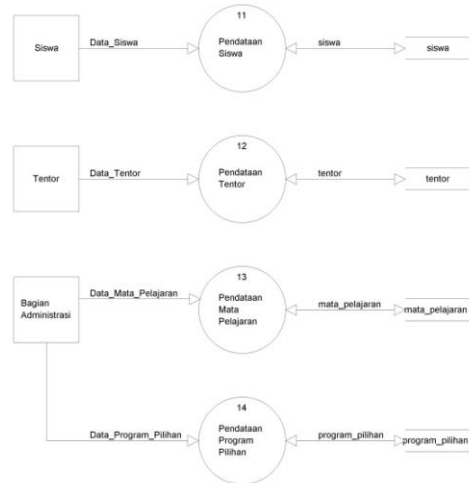 11
Siswa
Data_Siswa
Pendataan
Siswa
siswa
siswa
12
Tentor
Data_Tentor
Pendataan
Tentor
tentor
tentor
13
Bagian
Administrasi
Data_Mata_Pelajaran
Pendataan
Mata
Pelajaran
mata_pelajaran
mata_pelajaran
14
Data_Program_Pilihan
Pendataan
Program
Pilihan
program_pilihan
program_pilihan